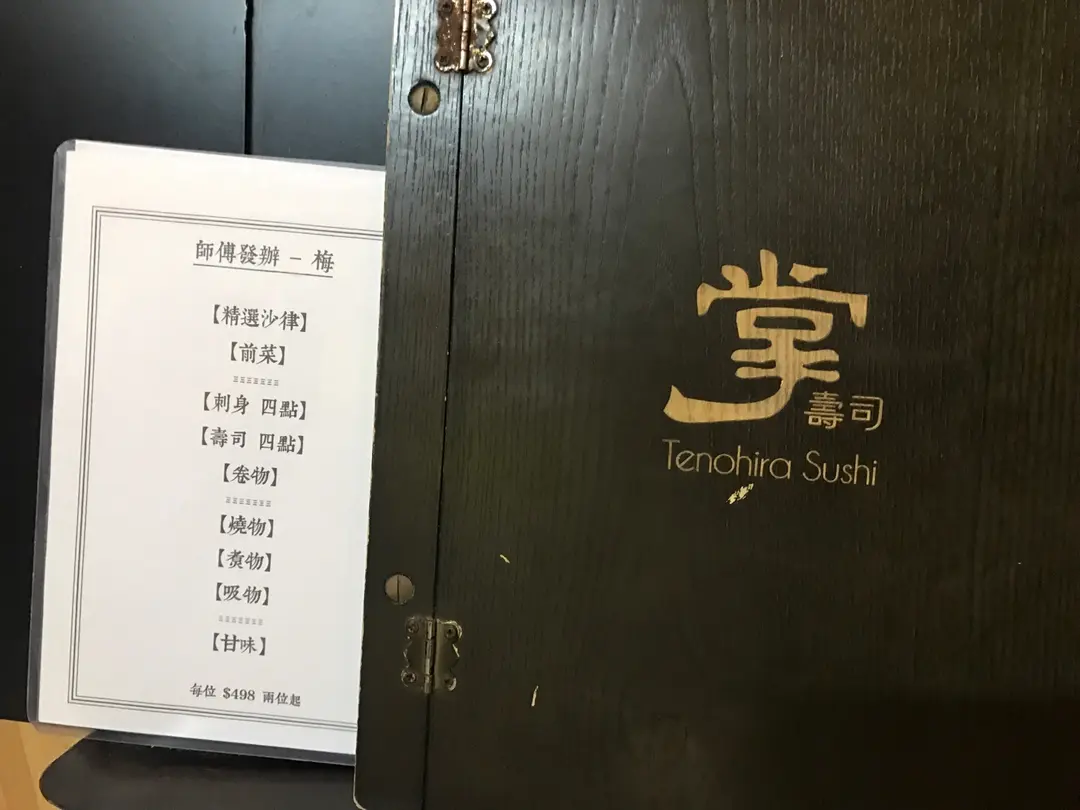 師傅發辦 – 梅
【精選沙律】
【前菜】
【刺身 四點】
【壽司 四點】
【卷物】
【燒物】
【煮物】
【吸物】
【甘味】
每位 $498 兩位起
掌
壽司
Tenohira Sushi